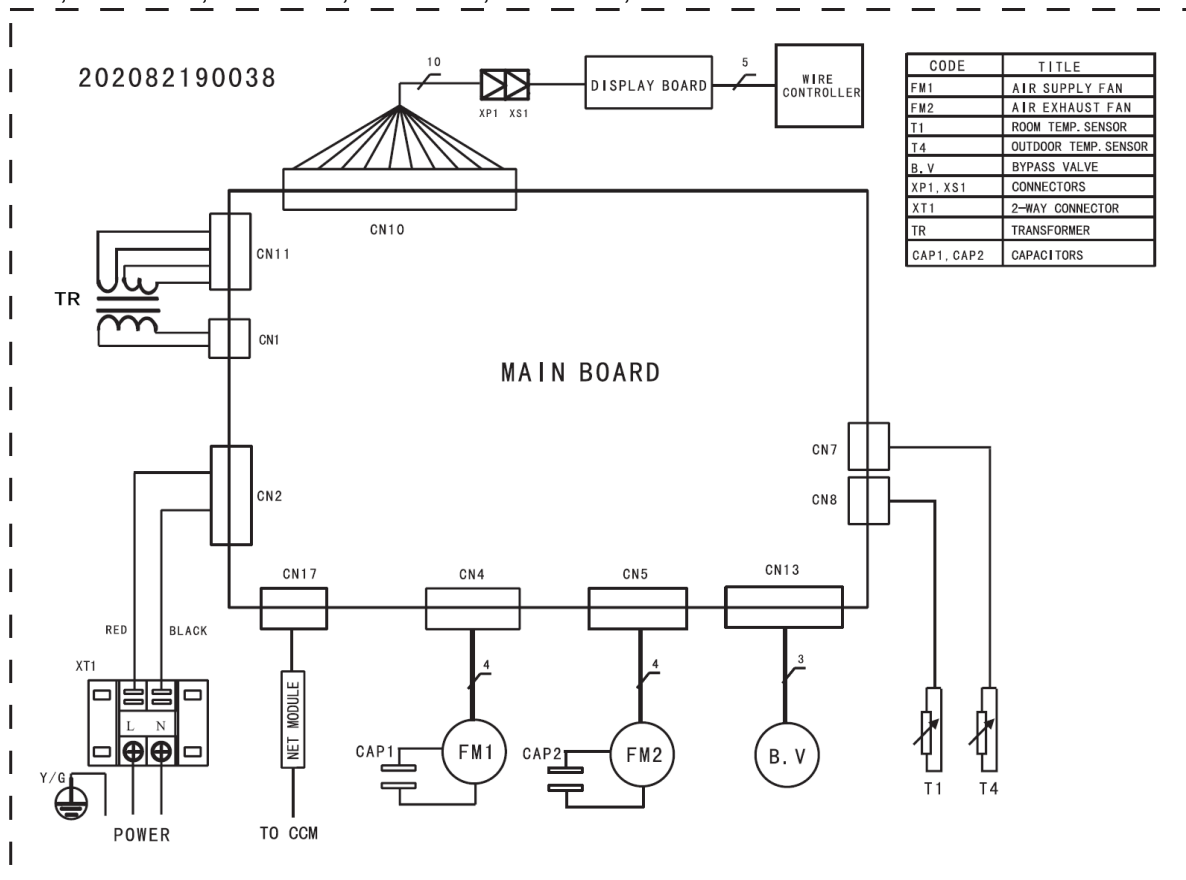 202082190038
10
XP1 XS1
DISPLAY BOARD
5
WIRE
CONTROLLER
CODE TITLE
FM1 AIR SUPPLY FAN
FM2 AIR EXHAUST FAN
T1 ROOM TEMP. SENSOR
T4 OUTDOOR TEMP. SENSOR
B. V BYPASS VALVE
XP1, XS1 CONNECTORS
XT1 2-WAY CONNECTOR
TR TRANSFORMER
CAP1, CAP2 CAPACITORS
CN10
CN11
TR
CN1
MAIN BOARD
CN7
CN2
CN8
CN17
CN4
CN5
CN13
RED
BLACK
XT1
L N
Y/G
POWER
NET MODULE
TO CCM
4
CAP1
FM1
4
CAP2
FM2
3
B. V
T1
T4